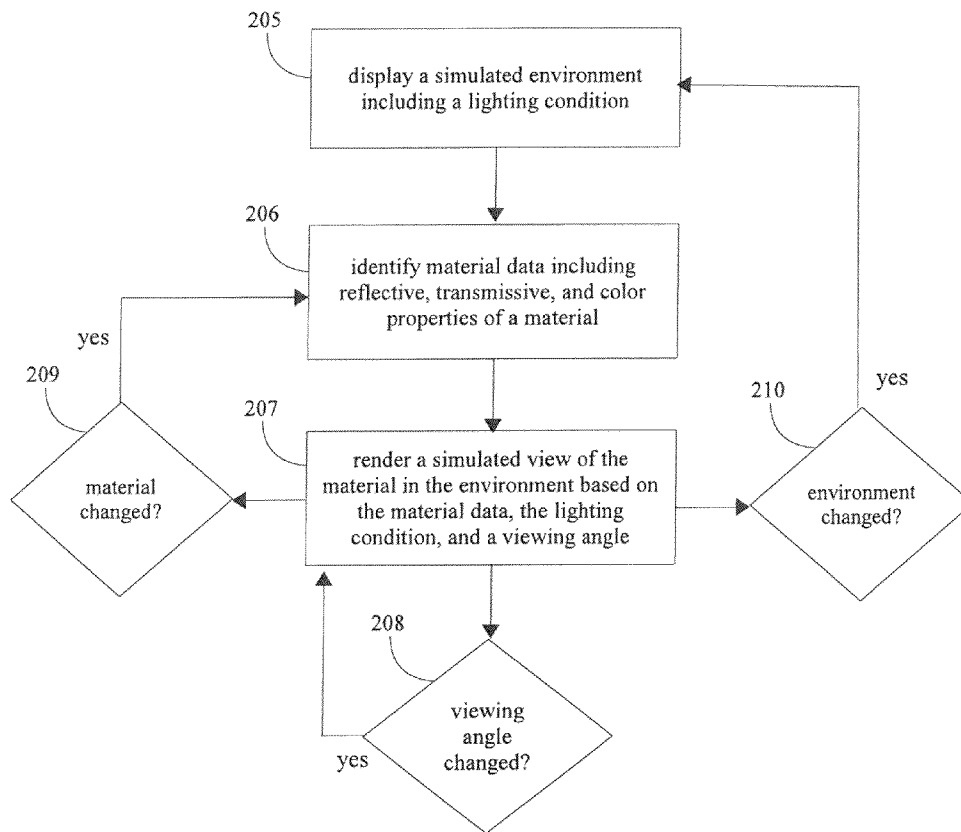 205
display a simulated environment
including a lighting condition
206
identify material data including
reflective, transmissive, and color
properties of a material
yes
209
material
changed?
207
render a simulated view of the
material in the environment based on
the material data, the lighting
condition, and a viewing angle
yes
210
environment
changed?
208
viewing
angle
changed?
yes